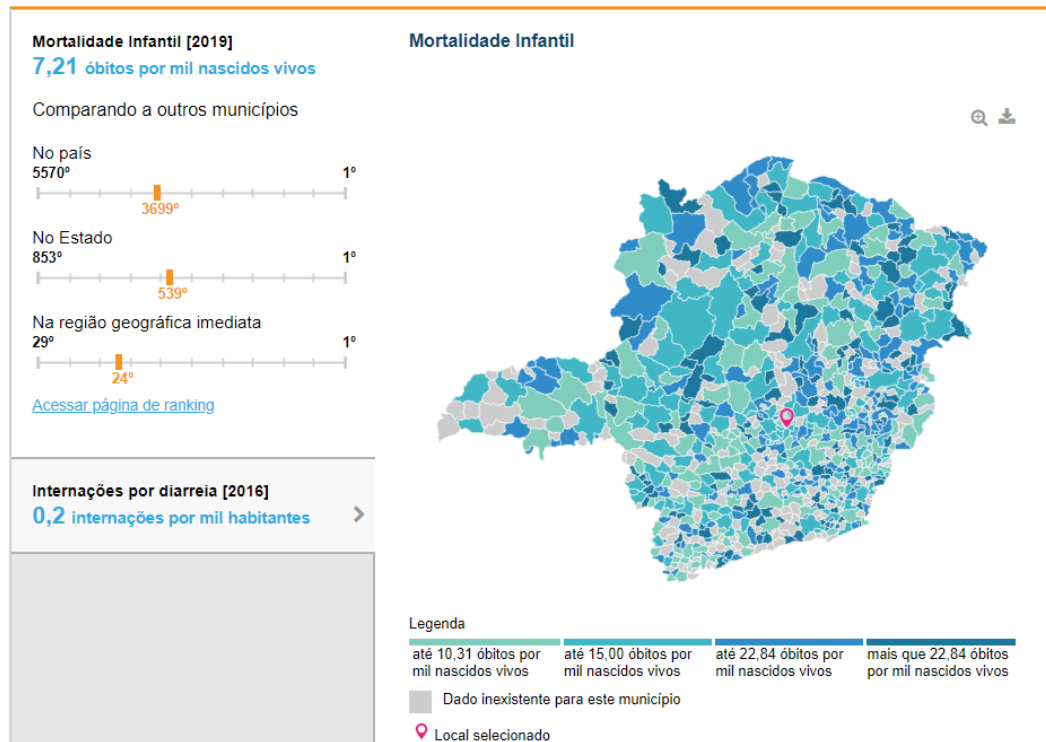 Mortalidade Infantil [2019]
7,21 óbitos por mil nascidos vivos
Comparando a outros municípios
No país
5570º 1º
3699º
No Estado
853º 1º
539º
Na região geográfica imediata
29º 1º
24º
Acessar página de ranking
Internações por diarreia [2016]
0,2 internações por mil habitantes
Mortalidade Infantil
Legenda
até 10,31 óbitos por mil nascidos vivos
até 15,00 óbitos por mil nascidos vivos
até 22,84 óbitos por mil nascidos vivos
mais que 22,84 óbitos por mil nascidos vivos
Dado inexistente para este município
Local selecionado